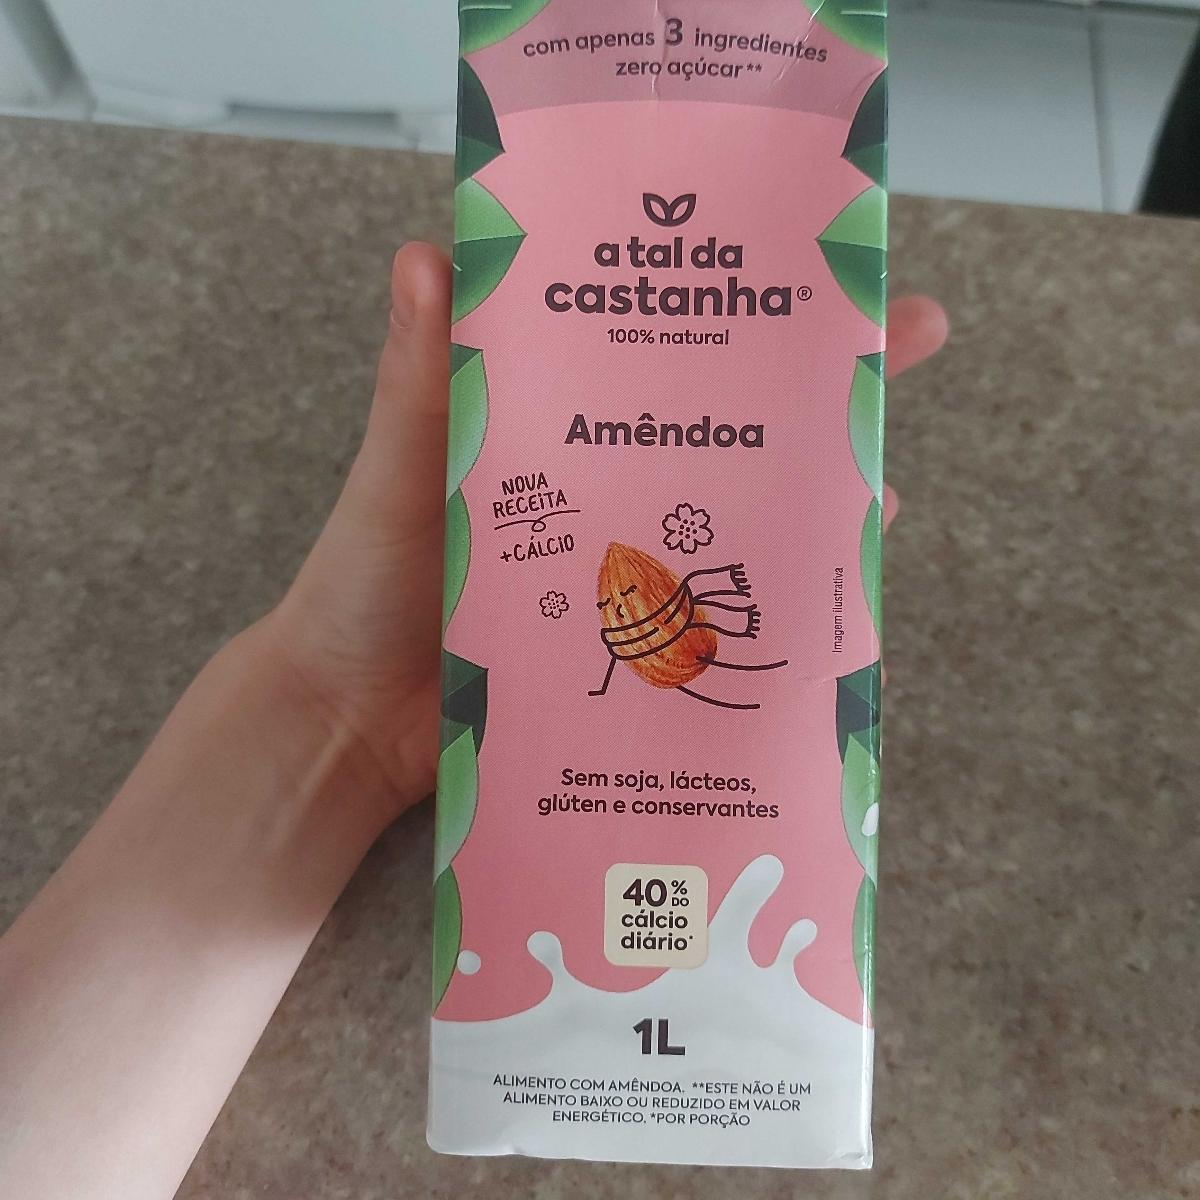 com apenas 3 ingredientes
zero açúcar**
a tal da
castanha®
100% natural
Amêndoa
NOVA
RECEITA
+CÁLCIO
Imagem ilustrativa
Sem soja, lácteos,
glúten e conservantes
40% DO
cálcio
diário*
1L
ALIMENTO COM AMÊNDOA. **ESTE NÃO É UM
ALIMENTO BAIXO OU REDUZIDO EM VALOR
ENERGÉTICO. *POR PORÇÃO